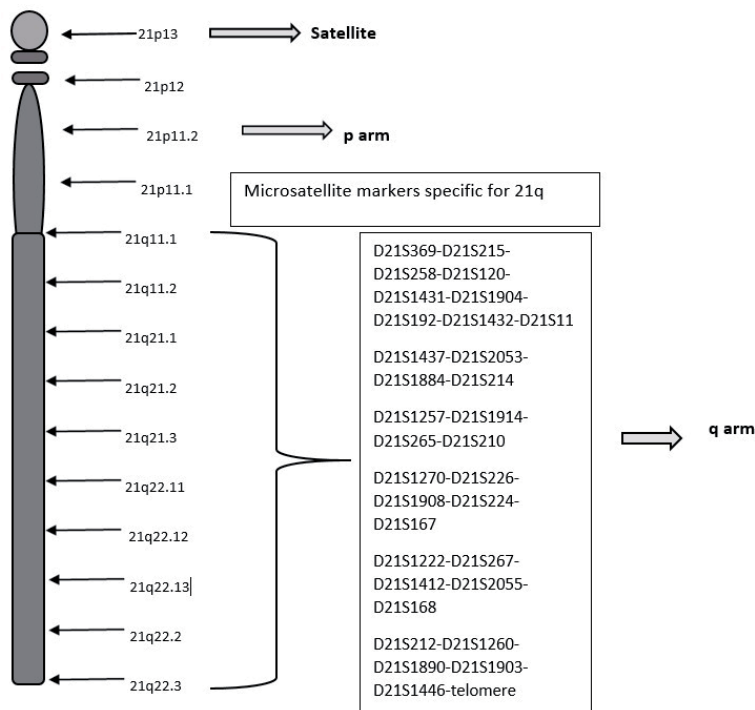 21p13
Satellite
21p12
21p11.2
p arm
21p11.1
Microsatellite markers specific for 21q
21q11.1
21q11.2
21q21.1
21q21.2
21q21.3
21q22.11
21q22.12
21q22.13
21q22.2
21q22.3
D21S369-D21S215-
D21S258-D21S120-
D21S1431-D21S1904-
D21S192-D21S1432-D21S11
D21S1437-D21S2053-
D21S1884-D21S214
D21S1257-D21S1914-
D21S265-D21S210
D21S1270-D21S226-
D21S1908-D21S224-
D21S167
D21S1222-D21S267-
D21S1412-D21S2055-
D21S168
D21S212-D21S1260-
D21S1890-D21S1903-
D21S1446-telomere
q arm